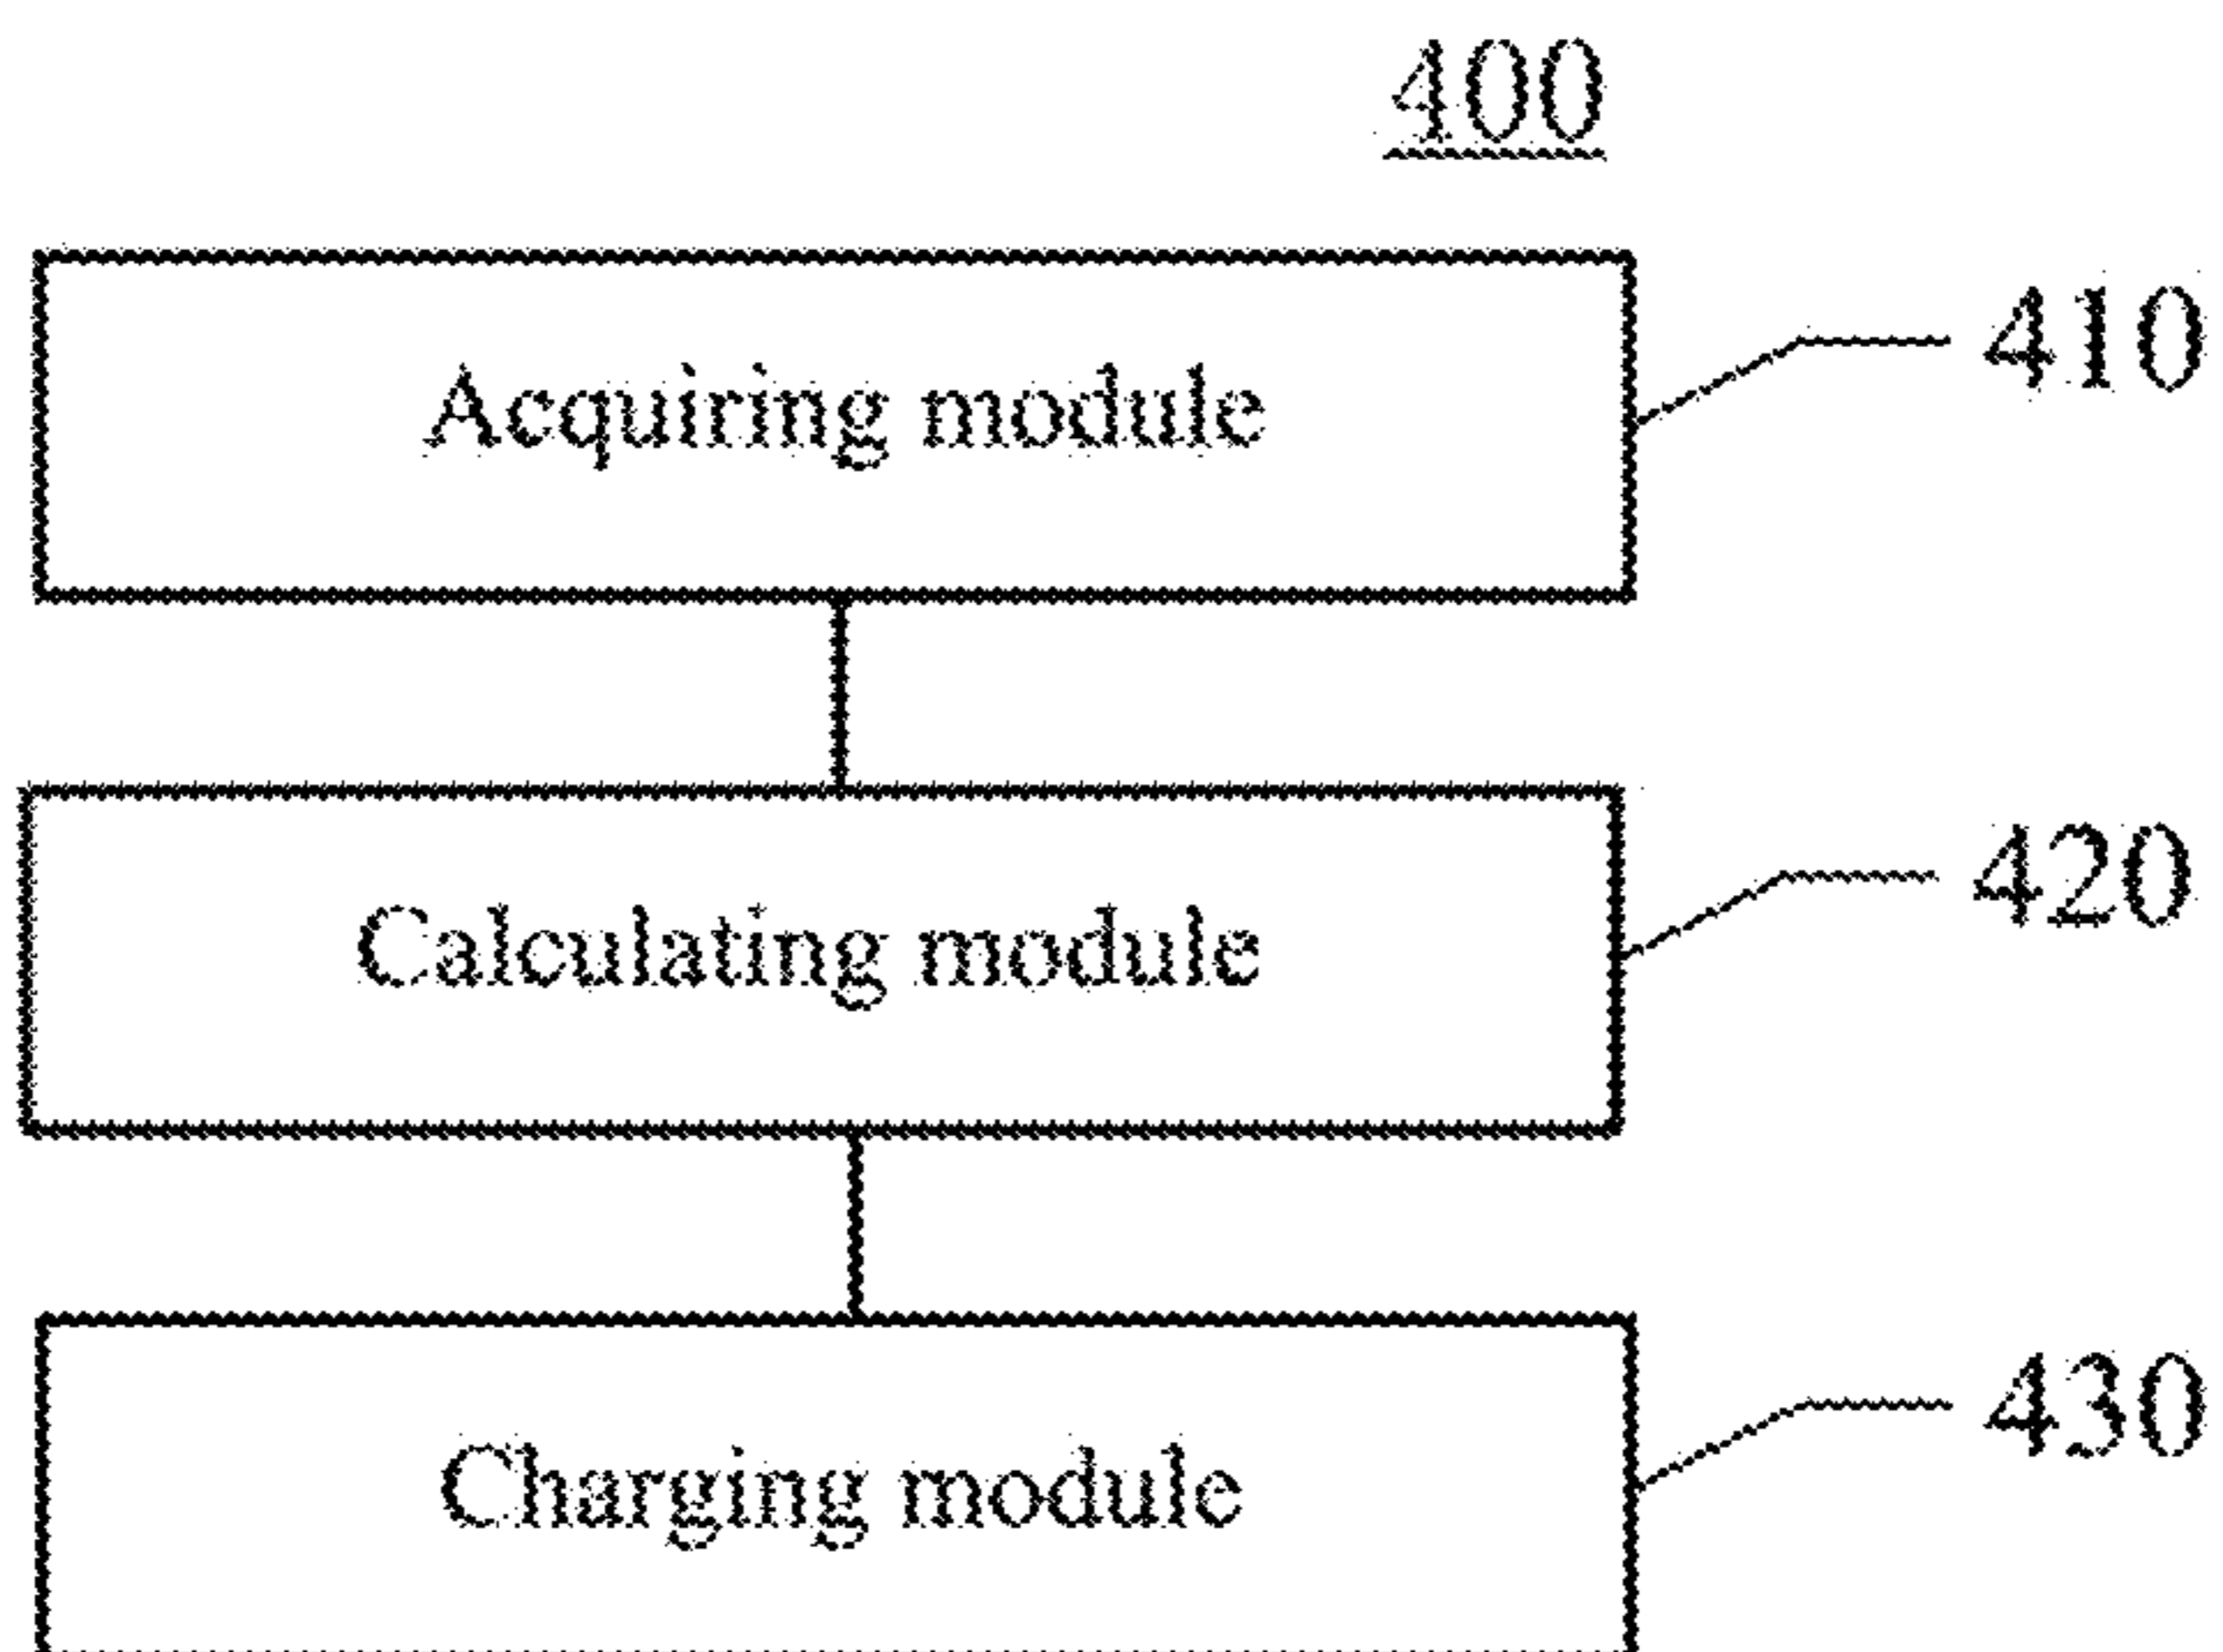 400
Acquiring module
410
Calculating module
420
Charging module
430